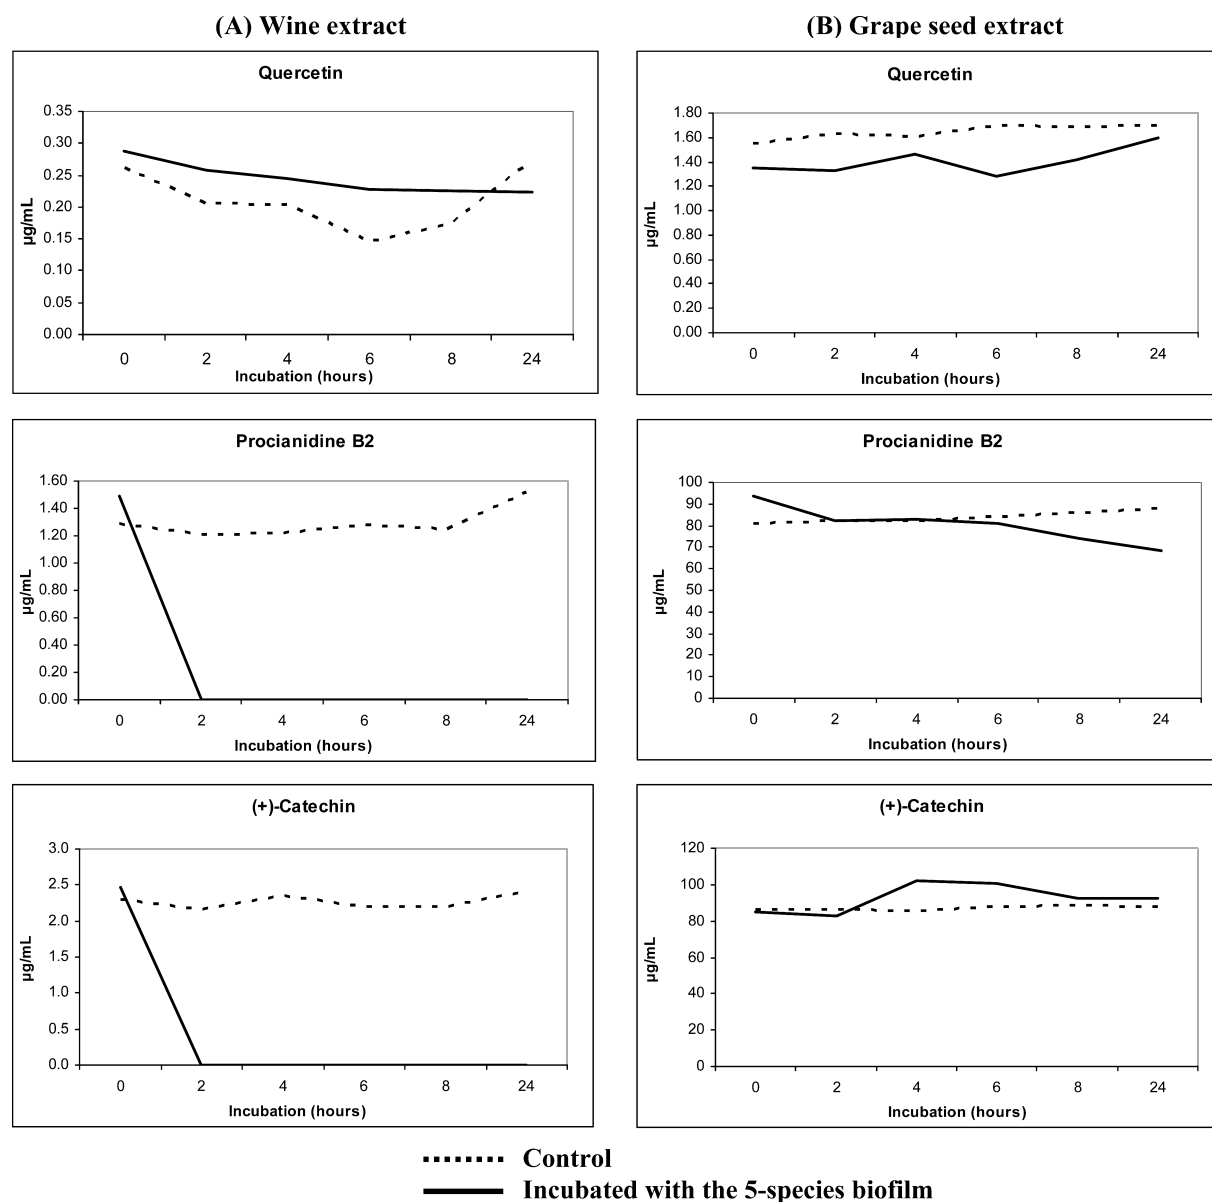 (A) Wine extract
(B) Grape seed extract
Quercetin
µg/mL
0.35
0.30
0.25
0.20
0.15
0.10
0.05
0.00
0 2 4 6 8 24
Incubation (hours)
Quercetin
µg/mL
1.80
1.60
1.40
1.20
1.00
0.80
0.60
0.40
0.20
0.00
0 2 4 6 8 24
Incubation (hours)
Procianidine B2
µg/mL
1.60
1.40
1.20
1.00
0.80
0.60
0.40
0.20
0.00
0 2 4 6 8 24
Incubation (hours)
Procianidine B2
µg/mL
100
90
80
70
60
50
40
30
20
10
0
0 2 4 6 8 24
Incubation (hours)
(+)-Catechin
µg/mL
3.0
2.5
2.0
1.5
1.0
0.5
0.0
0 2 4 6 8 24
Incubation (hours)
(+)-Catechin
µg/mL
120
100
80
60
40
20
0
0 2 4 6 8 24
Incubation (hours)
Control
Incubated with the 5-species biofilm